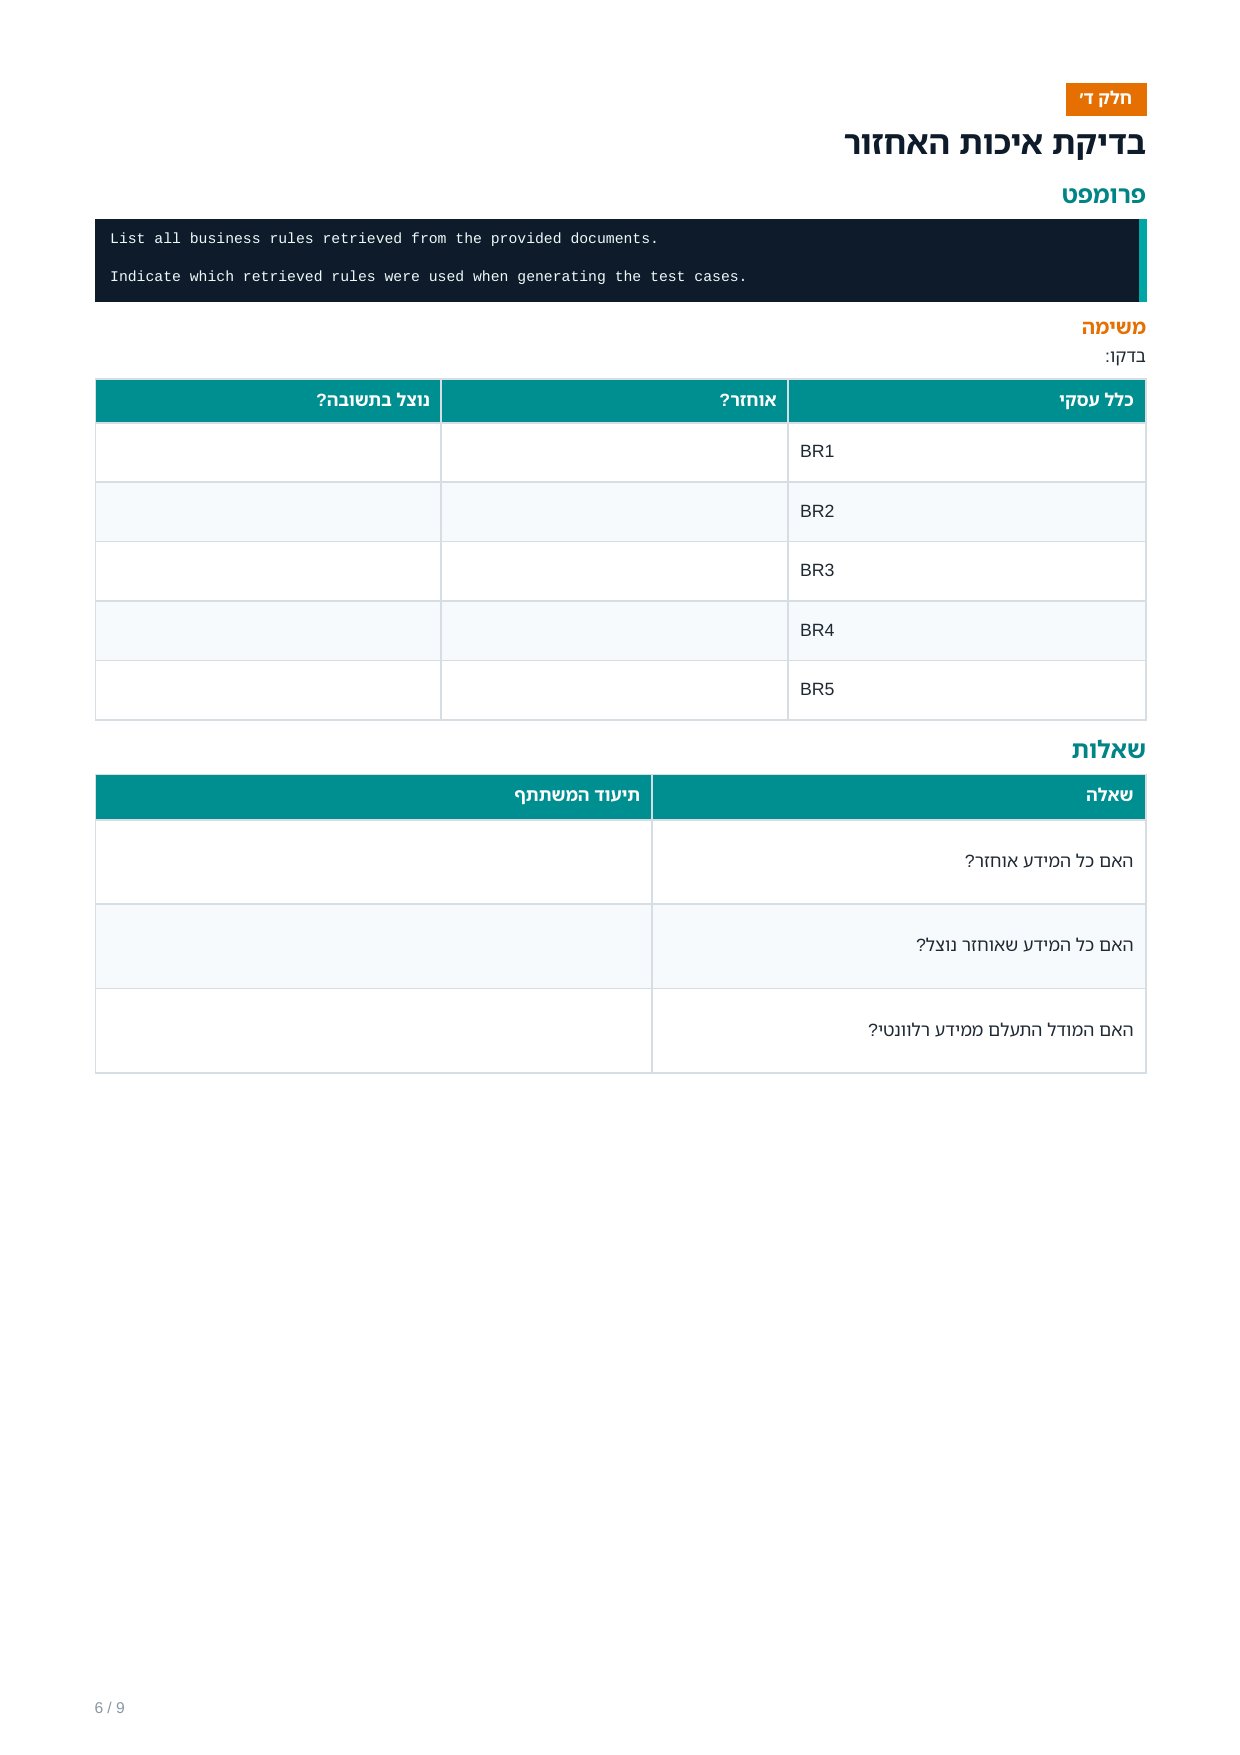 חלק ד׳
בדיקת איכות האחזור
פרומפט
List all business rules retrieved from the provided documents.
Indicate which retrieved rules were used when generating the test cases.
משימה
בדקו:
כלל עסקי אוחזר? נוצל בתשובה?
BR1
BR2
BR3
BR4
BR5
שאלות
שאלה תיעוד המשתתף
האם כל המידע אוחזר?
האם כל המידע שאוחזר נוצל?
האם המודל התעלם ממידע רלוונטי?
6 / 9